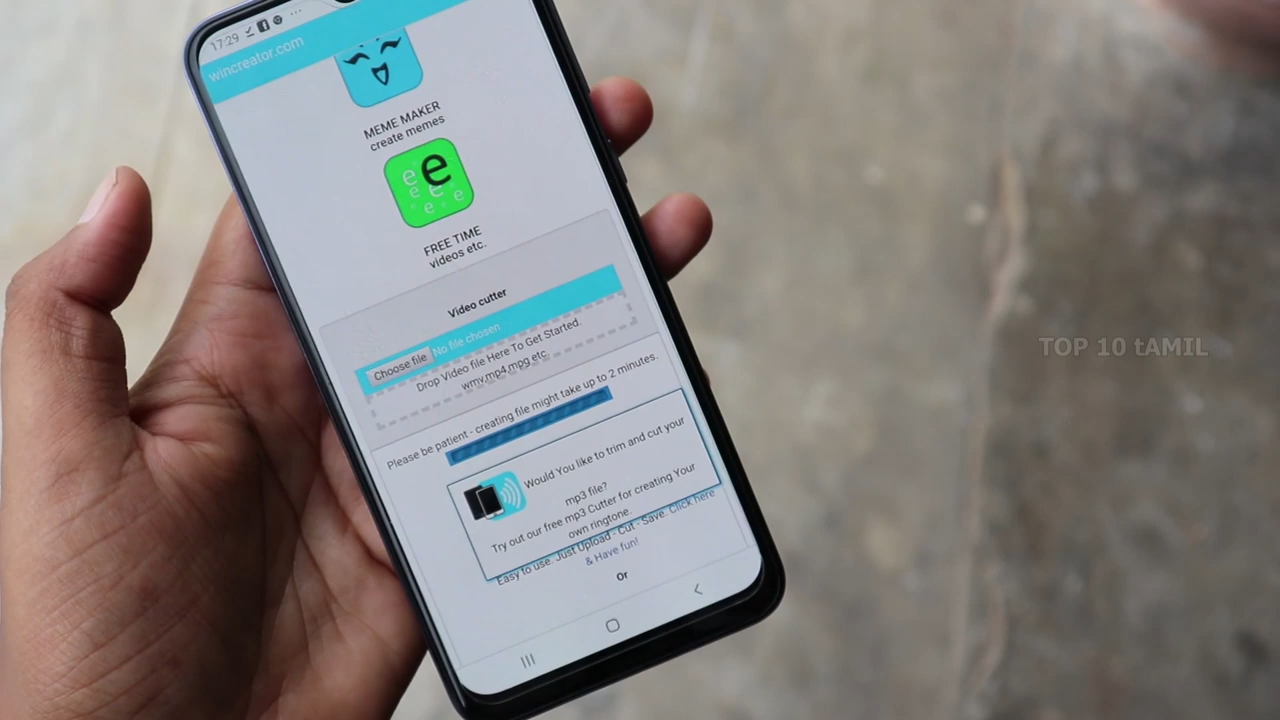 17:29
wincreator.com
MEME MAKER
create memes
e e e e e e
FREE TIME
videos etc.
Video cutter
Choose file No file chosen
Drop Video file Here To Get Started.
wmv,mp4,mpg etc
Please be patient - creating file might take up to 2 minutes.
Would You like to trim and cut your
mp3 file?
Try out our free mp3 Cutter for creating Your
own ringtone.
Easy to use. Just Upload - Cut - Save. Click here
& Have fun!
Or
TOP 10 tAMIL